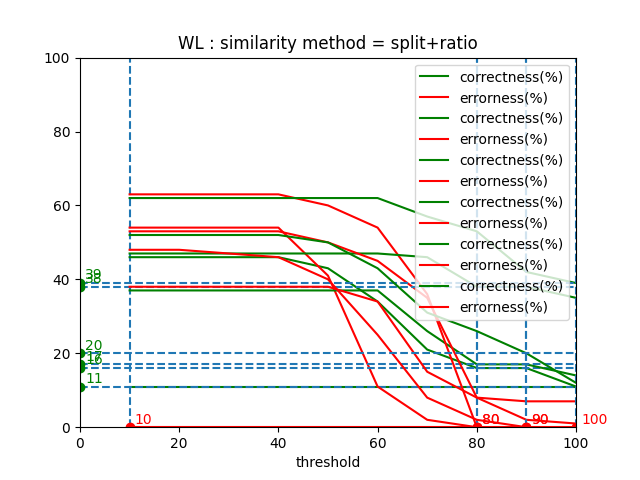 WL : similarity method = split+ratio
100
80
60
40
20
0
correctness(%)
errorness(%)
correctness(%)
errorness(%)
correctness(%)
errorness(%)
correctness(%)
errorness(%)
correctness(%)
errorness(%)
correctness(%)
errorness(%)
39
38
20
17
16
11
10
80
90
100
0
20
40
60
80
100
threshold